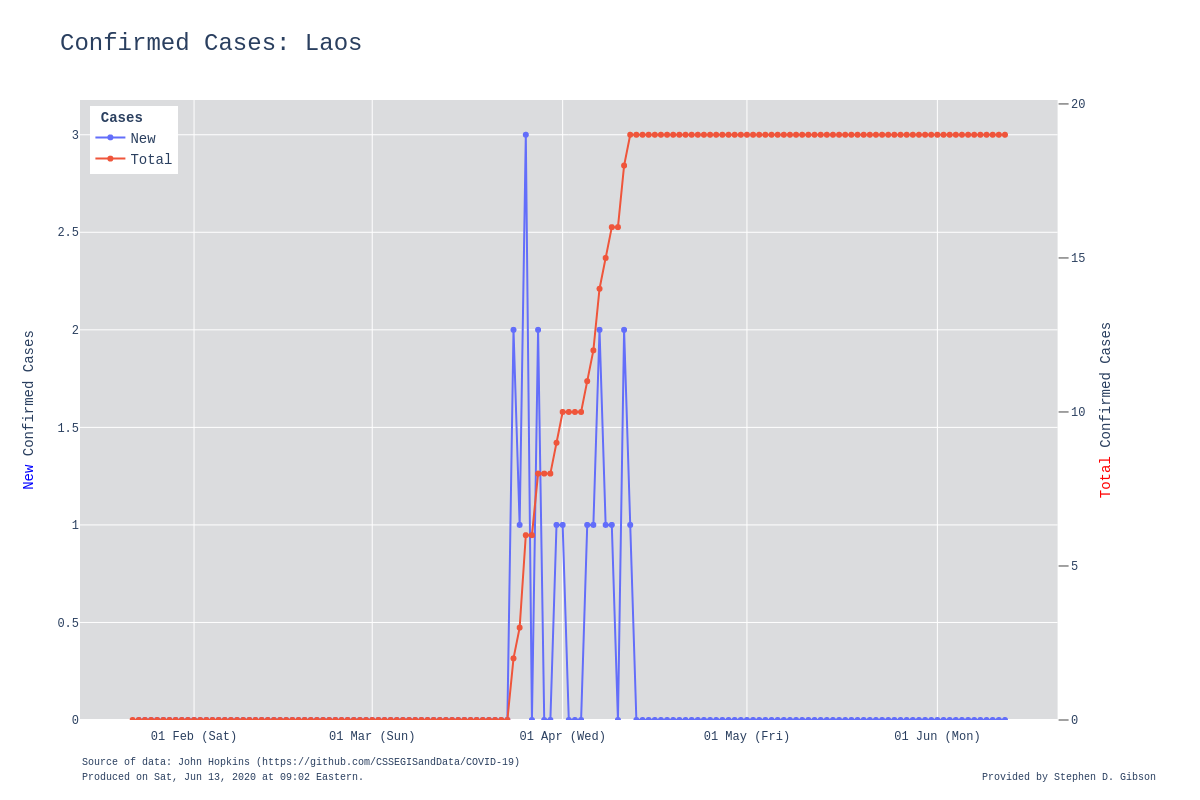 Confirmed Cases: Laos
Cases
New
Total
3
2.5
2
1.5
1
0.5
0
New Confirmed Cases
20
15
10
5
0
Total Confirmed Cases
01 Feb (Sat)
01 Mar (Sun)
01 Apr (Wed)
01 May (Fri)
01 Jun (Mon)
Source of data: John Hopkins (https://github.com/CSSEGISandData/COVID-19)
Produced on Sat, Jun 13, 2020 at 09:02 Eastern.
Provided by Stephen D. Gibson